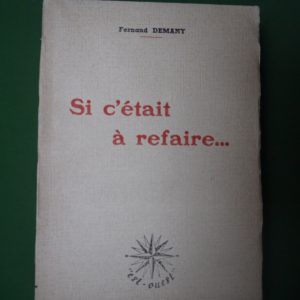 Fernand DEMANY
Si c'était
à refaire...
"est-ouest"